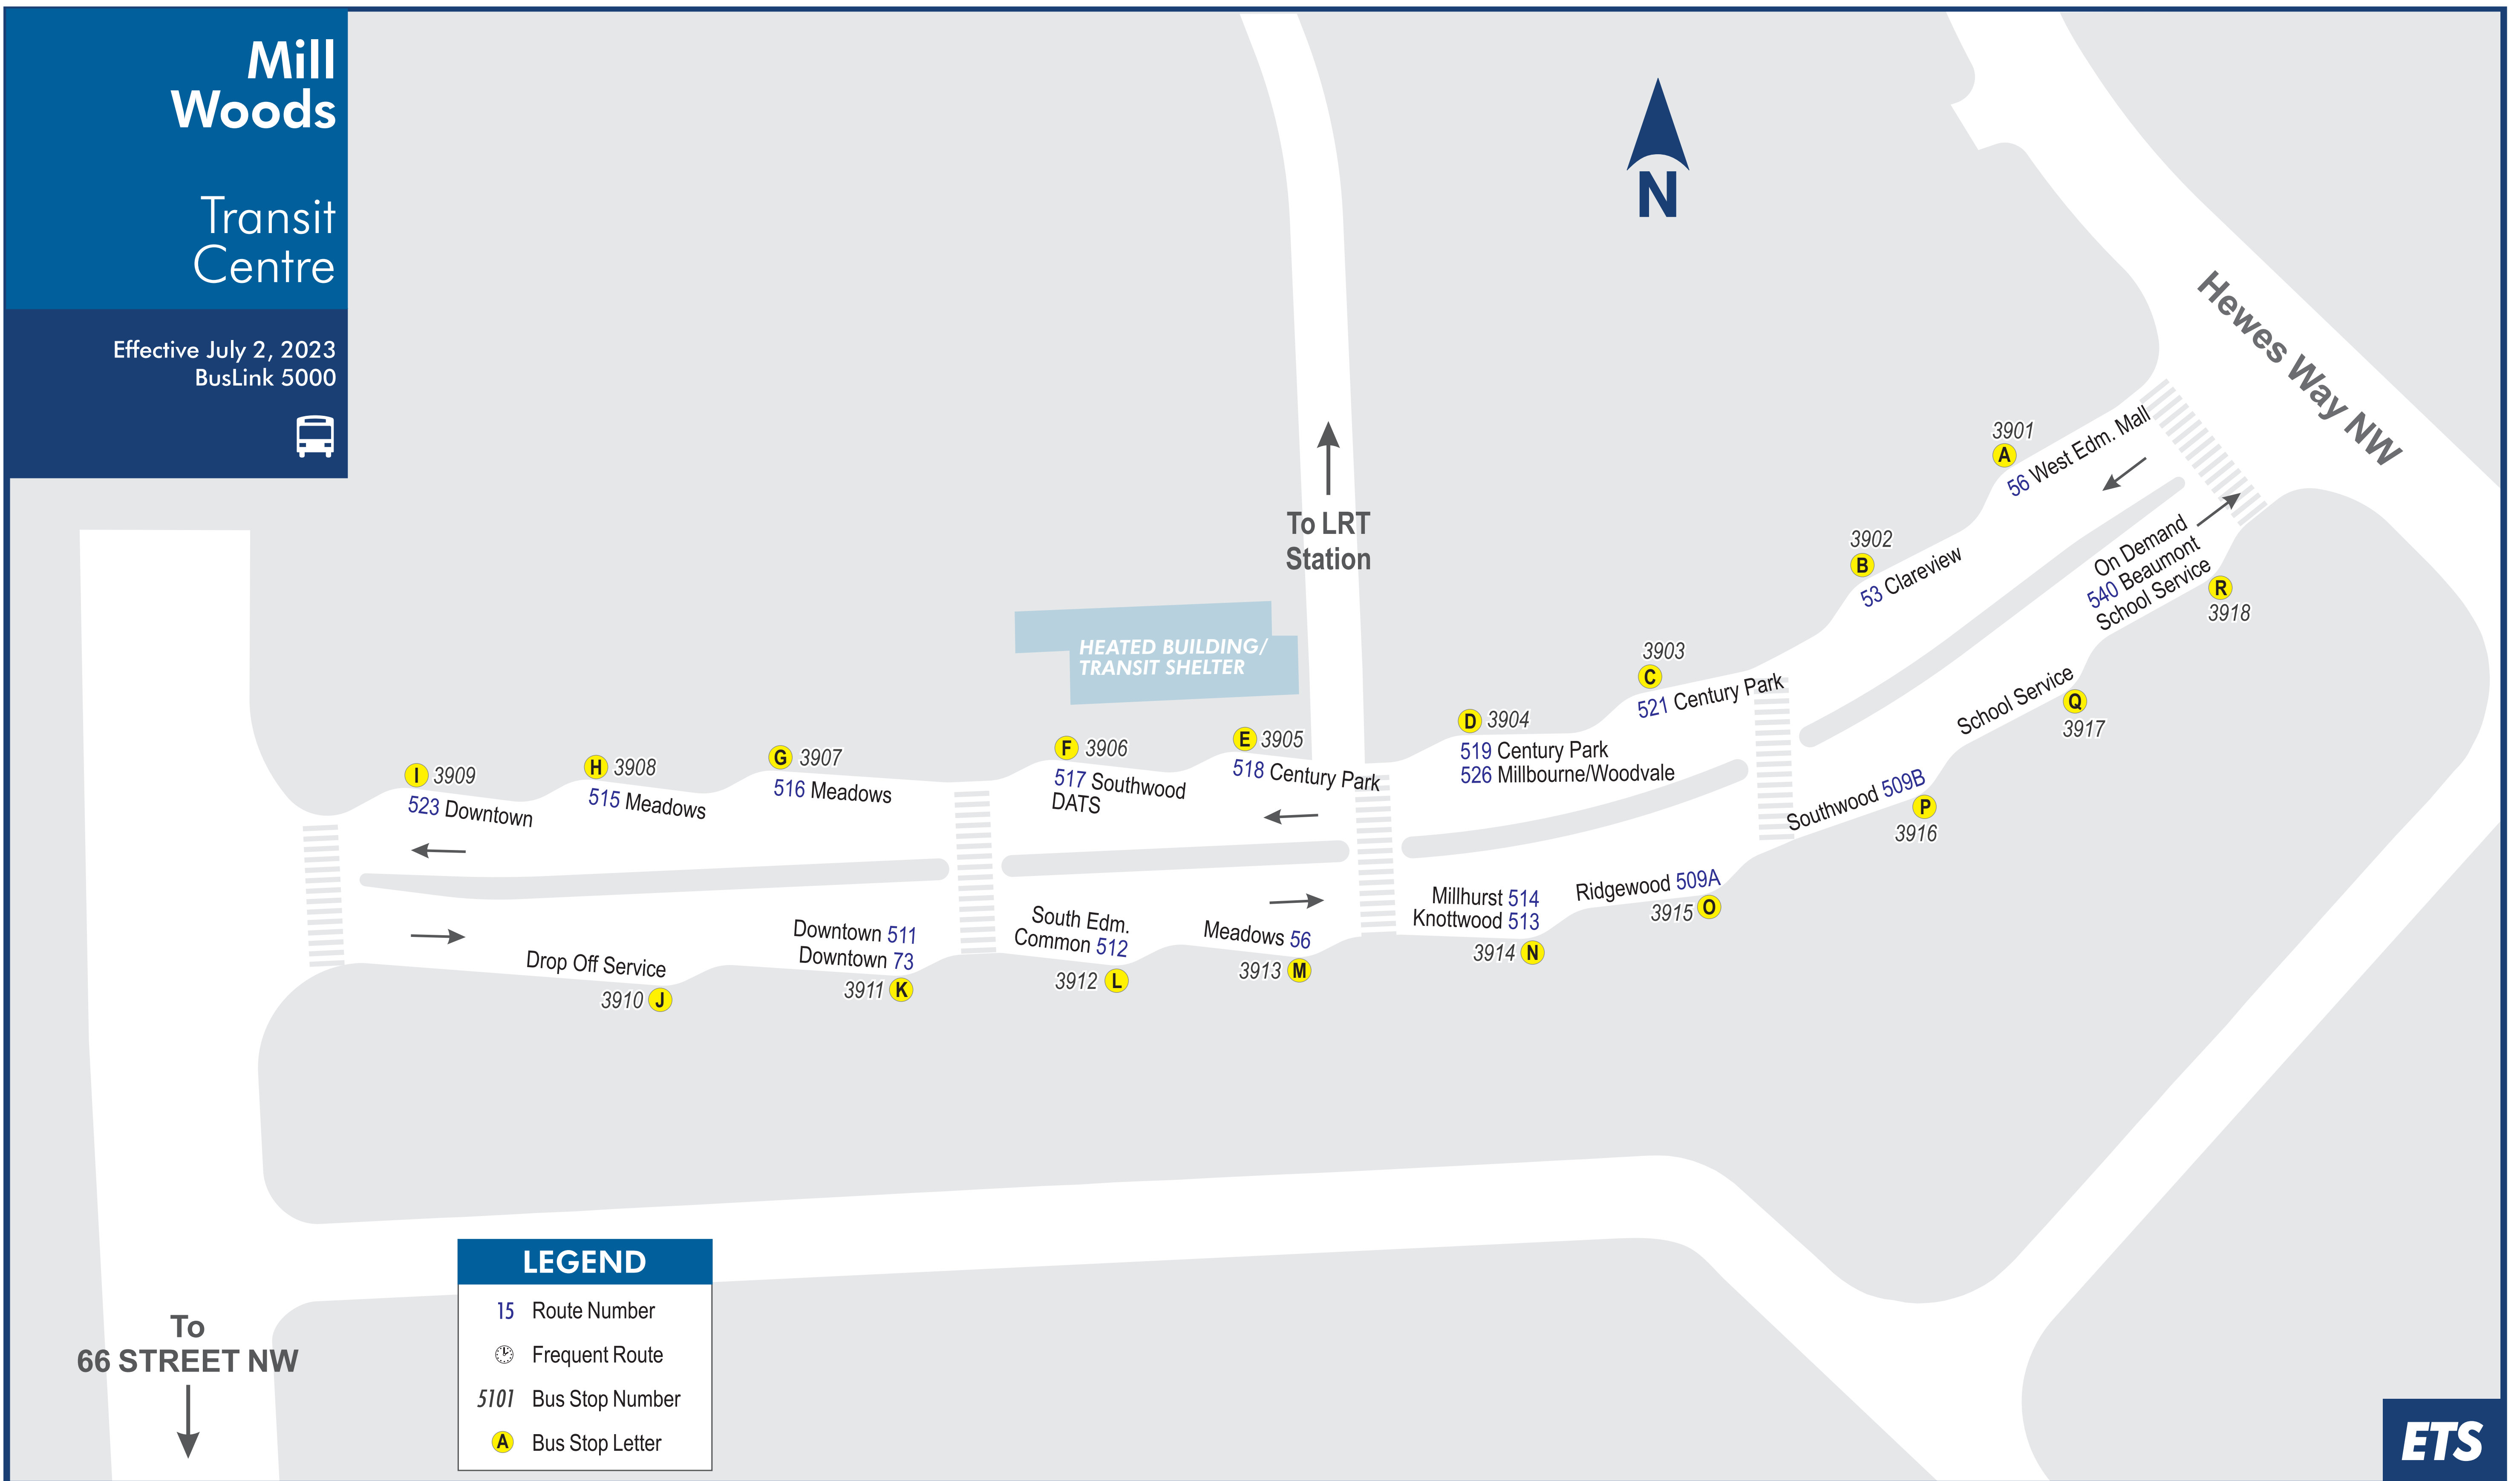 Mill
Woods
Transit
Centre
Effective July 2, 2023
BusLink 5000
N
Hewes Way NW
To LRT
Station
HEATED BUILDING/
TRANSIT SHELTER
3901
A
56 West Edm. Mall
3902
B
53 Clareview
3903
C
521 Century Park
D 3904
519 Century Park
526 Millbourne/Woodvale
E 3905
518 Century Park
F 3906
517 Southwood
DATS
G 3907
516 Meadows
H 3908
515 Meadows
I 3909
523 Downtown
Drop Off Service
3910 J
Downtown 511
Downtown 73
3911 K
South Edm.
Common 512
3912 L
Meadows 56
3913 M
Millhurst 514
Knottwood 513
3914 N
Ridgewood 509A
3915 O
Southwood 509B
P
3916
School Service
Q
3917
On Demand
540 Beaumont
School Service
R
3918
To
66 STREET NW
LEGEND
15 Route Number
Frequent Route
5101 Bus Stop Number
A Bus Stop Letter
ETS